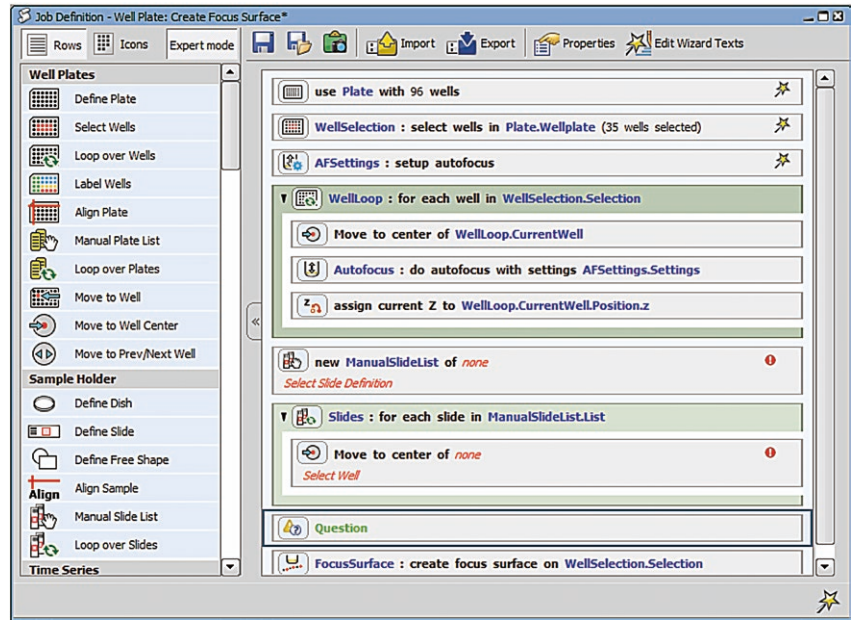 Job Definition - Well Plate: Create Focus Surface*
Rows Icons Expert mode Import Export Properties Edit Wizard Texts
Well Plates
Define Plate
Select Wells
Loop over Wells
Label Wells
Align Plate
Manual Plate List
Loop over Plates
Move to Well
Move to Well Center
Move to Prev/Next Well
Sample Holder
Define Dish
Define Slide
Define Free Shape
Align Align Sample
Manual Slide List
Loop over Slides
Time Series
«
use Plate with 96 wells
WellSelection : select wells in Plate.Wellplate (35 wells selected)
AFSettings : setup autofocus
WellLoop : for each well in WellSelection.Selection
Move to center of WellLoop.CurrentWell
Autofocus : do autofocus with settings AFSettings.Settings
Z assign current Z to WellLoop.CurrentWell.Position.z
new ManualSlideList of none
Select Slide Definition
Slides : for each slide in ManualSlideList.List
Move to center of none
Select Well
Question
FocusSurface : create focus surface on WellSelection.Selection